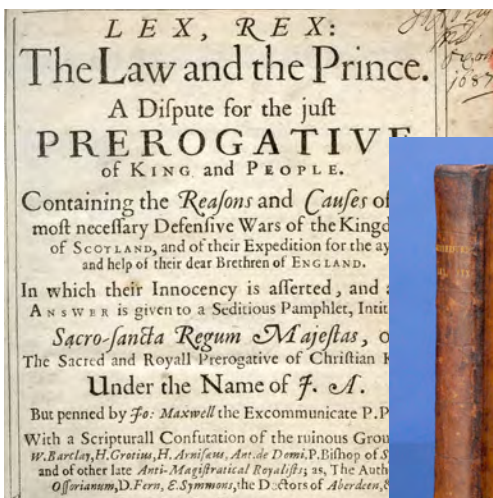 LEX, REX:
The Law and the Prince.
A Diſpute for the juſt
PREROGATIVE
of KING and PEOPLE.
Containing the Reaſons and Cauſes of
moſt neceſſary Defenſive Wars of the Kingd
of SCOTLAND, and of their Expedition for the ay
and help of their dear Brethren of ENGLAND.
In which their Innocency is aſſerted, and a
ANSWER is given to a Seditious Pamphlet, Intit
Sacro-ſancta Regum Majeſtas, o
The Sacred and Royall Prerogative of Chriſtian K
Under the Name of J. A.
But penned by Jo: Maxwell the Excommunicate P. P
With a Scripturall Confutation of the ruinous Grou
W. Barclay, H. Grotius, H. Arniſæus, Ant. de Domi. P. Biſhop of S
and of other late Anti-Magiſtratical Royaliſts; as, The Auth
Oſſorianum, D. Fern, E. Symmons, the Doctors of Aberdeen,
1687